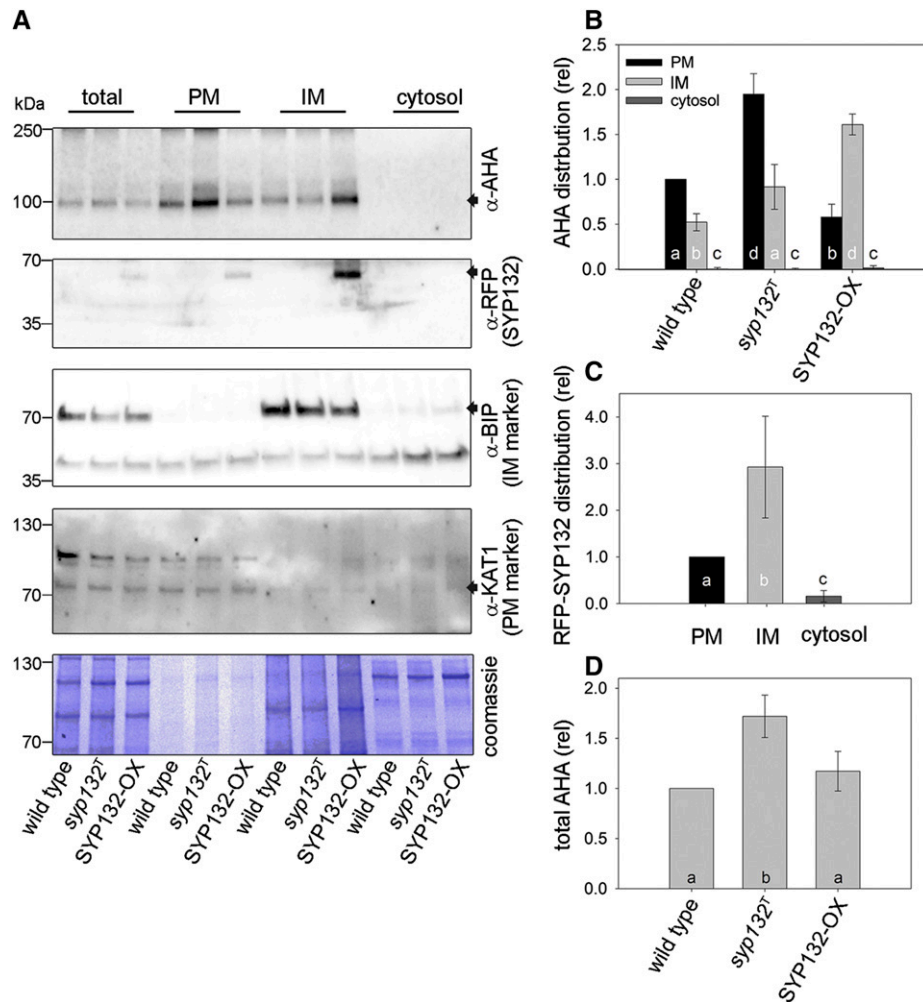 A
kDa
total PM IM cytosol
250
100
α-AHA
70
35
α-RFP
(SYP132)
70
35
α-BIP
(IM marker)
130
70
α-KAT1
(PM marker)
130
70
coomassie
wild type
syp132ᵀ
SYP132-OX
wild type
syp132ᵀ
SYP132-OX
wild type
syp132ᵀ
SYP132-OX
wild type
syp132ᵀ
SYP132-OX
B
AHA distrbution (rel)
2.5
2.0
1.5
1.0
0.5
0.0
PM
IM
cytosol
a b c d a c b d c
wild type
syp132ᵀ
SYP132-OX
C
RFP-SYP132 distribution (rel)
4.0
3.0
2.0
1.0
0.0
a b c
PM IM cytosol
D
total AHA (rel)
2.0
1.5
1.0
0.5
0.0
a b a
wild type
syp132ᵀ
SYP132-OX